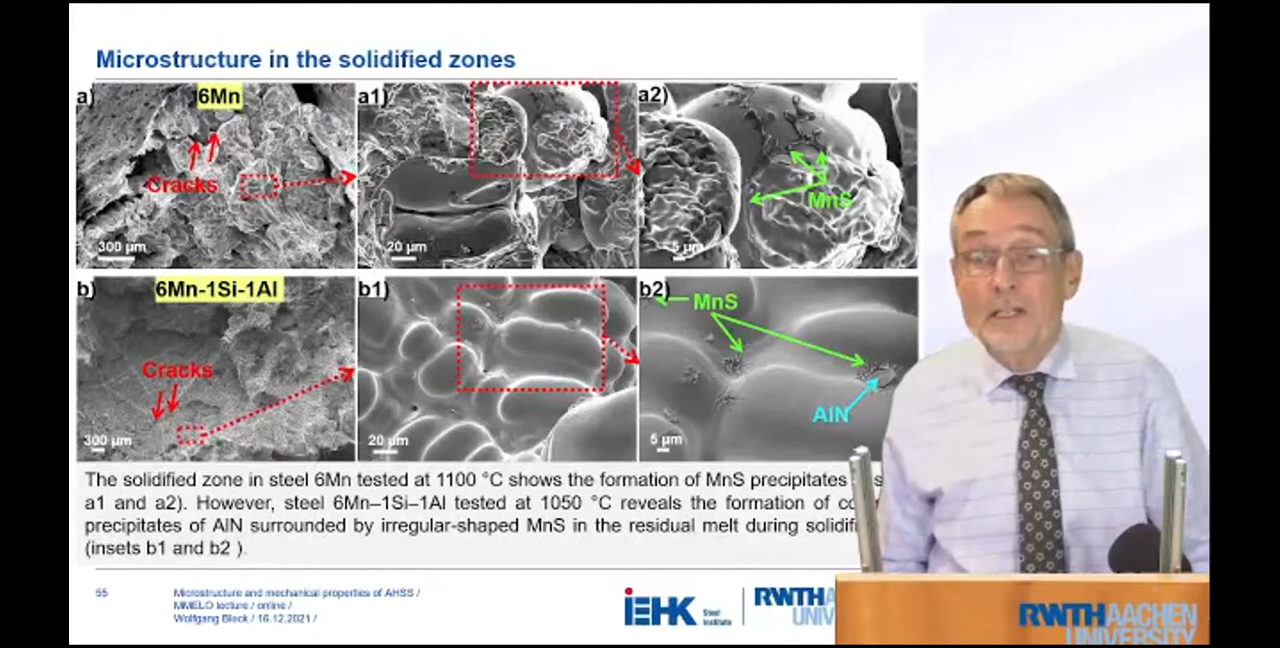 Microstructure in the solidified zones
a) 6Mn
Cracks
300 µm
a1)
20 µm
a2)
MnS
5 µm
b) 6Mn-1Si-1Al
Cracks
300 µm
b1)
20 µm
b2)
MnS
AlN
5 µm
The solidified zone in steel 6Mn tested at 1100 °C shows the formation of MnS precipitates
a1 and a2). However, steel 6Mn–1Si–1Al tested at 1050 °C reveals the formation of
precipitates of AlN surrounded by irregular-shaped MnS in the residual melt during
(insets b1 and b2 ).
65
Microstructure and mechanical properties of AHSS /
MMELO lecture / online /
Wolfgang Bleck / 16.12.2021 /
iEHK Steel
Institute
RWTH
UNIV
RWTH AACHEN
UNIVERSITY